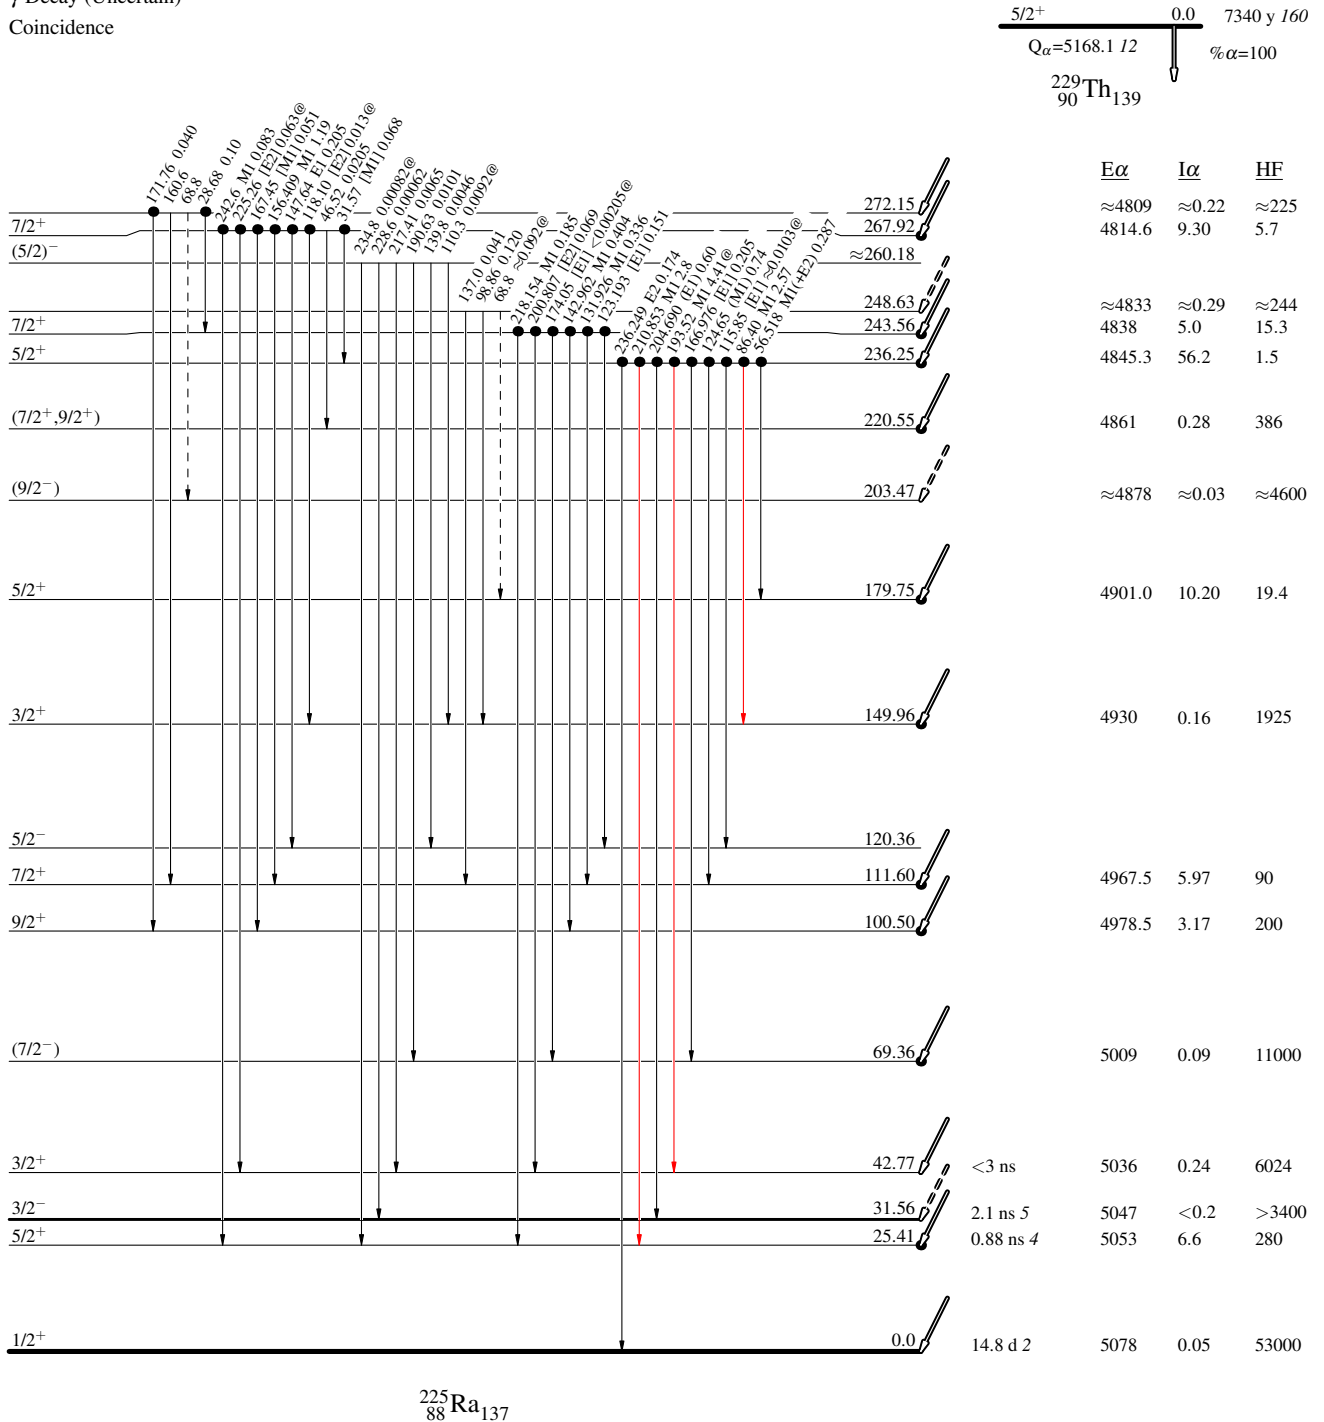 γ Decay (Uncertain)
Coincidence
5/2⁺ 0.0 7340 y 160
Qα=5168.1 12 %α=100
²²⁹₉₀Th₁₃₉
Eα Iα HF
171.76 0.040
160.6
68.8
28.68 0.10
242.6 M1 0.083
225.26 [E2] 0.063@
167.45 [M1] 0.051
156.409 M1 1.19
147.64 E1 0.205
118.10 [E2] 0.013@
46.52 0.0205
31.57 [M1] 0.068
234.8 0.00082@
228.6 0.00062
217.41 0.0065
190.63 0.0101
139.8 0.0046
110.3 0.0092@
137.0 0.041
98.86 0.120
68.8 ≈0.092@
218.154 M1 0.185
200.807 [E2] 0.069
174.05 [E1] <0.00205@
142.962 M1 0.404
131.926 M1 0.336
123.193 [E1] 0.151
236.249 E2 0.174
210.853 M1 2.8
204.690 (E1) 0.60
193.52 M1 4.41@
166.976 [E1] 0.205
124.65 (M1) 0.74
115.85 [E1] ≈0.0103@
86.40 M1 2.57
56.518 M1(+E2) 0.287
272.15 ≈4809 ≈0.22 ≈225
7/2⁺ 267.92 4814.6 9.30 5.7
(5/2)⁻ ≈260.18
248.63 ≈4833 ≈0.29 ≈244
7/2⁺ 243.56 4838 5.0 15.3
5/2⁺ 236.25 4845.3 56.2 1.5
(7/2⁺,9/2⁺) 220.55 4861 0.28 386
(9/2⁻) 203.47 ≈4878 ≈0.03 ≈4600
5/2⁺ 179.75 4901.0 10.20 19.4
3/2⁺ 149.96 4930 0.16 1925
5/2⁻ 120.36
7/2⁺ 111.60 4967.5 5.97 90
9/2⁺ 100.50 4978.5 3.17 200
(7/2⁻) 69.36 5009 0.09 11000
3/2⁺ 42.77 <3 ns 5036 0.24 6024
3/2⁻ 31.56 2.1 ns 5 5047 <0.2 >3400
5/2⁺ 25.41 0.88 ns 4 5053 6.6 280
1/2⁺ 0.0 14.8 d 2 5078 0.05 53000
²²⁵₈₈Ra₁₃₇